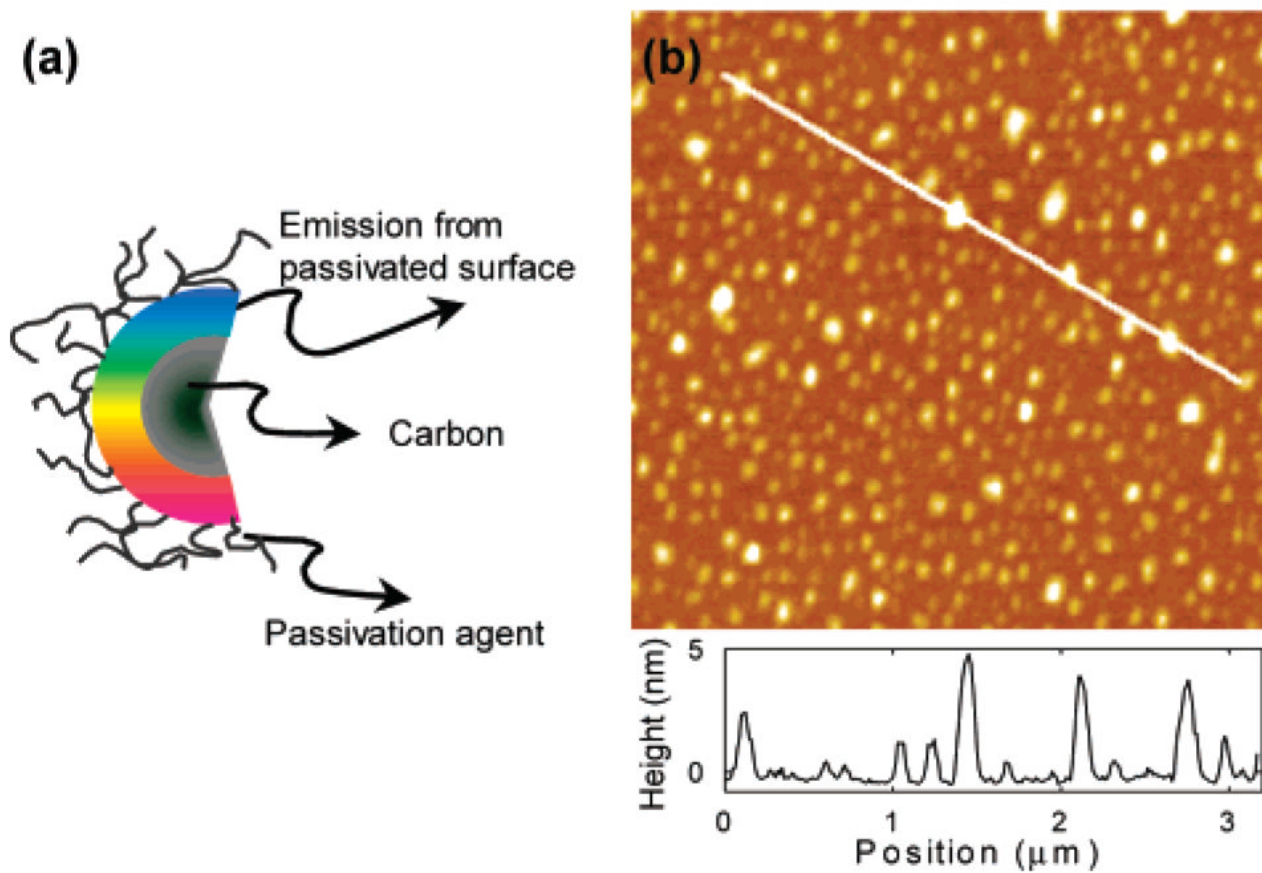 (a)
Emission from
passivated surface
Carbon
Passivation agent
(b)
Height (nm)
5
0
0 1 2 3
Position (μm)